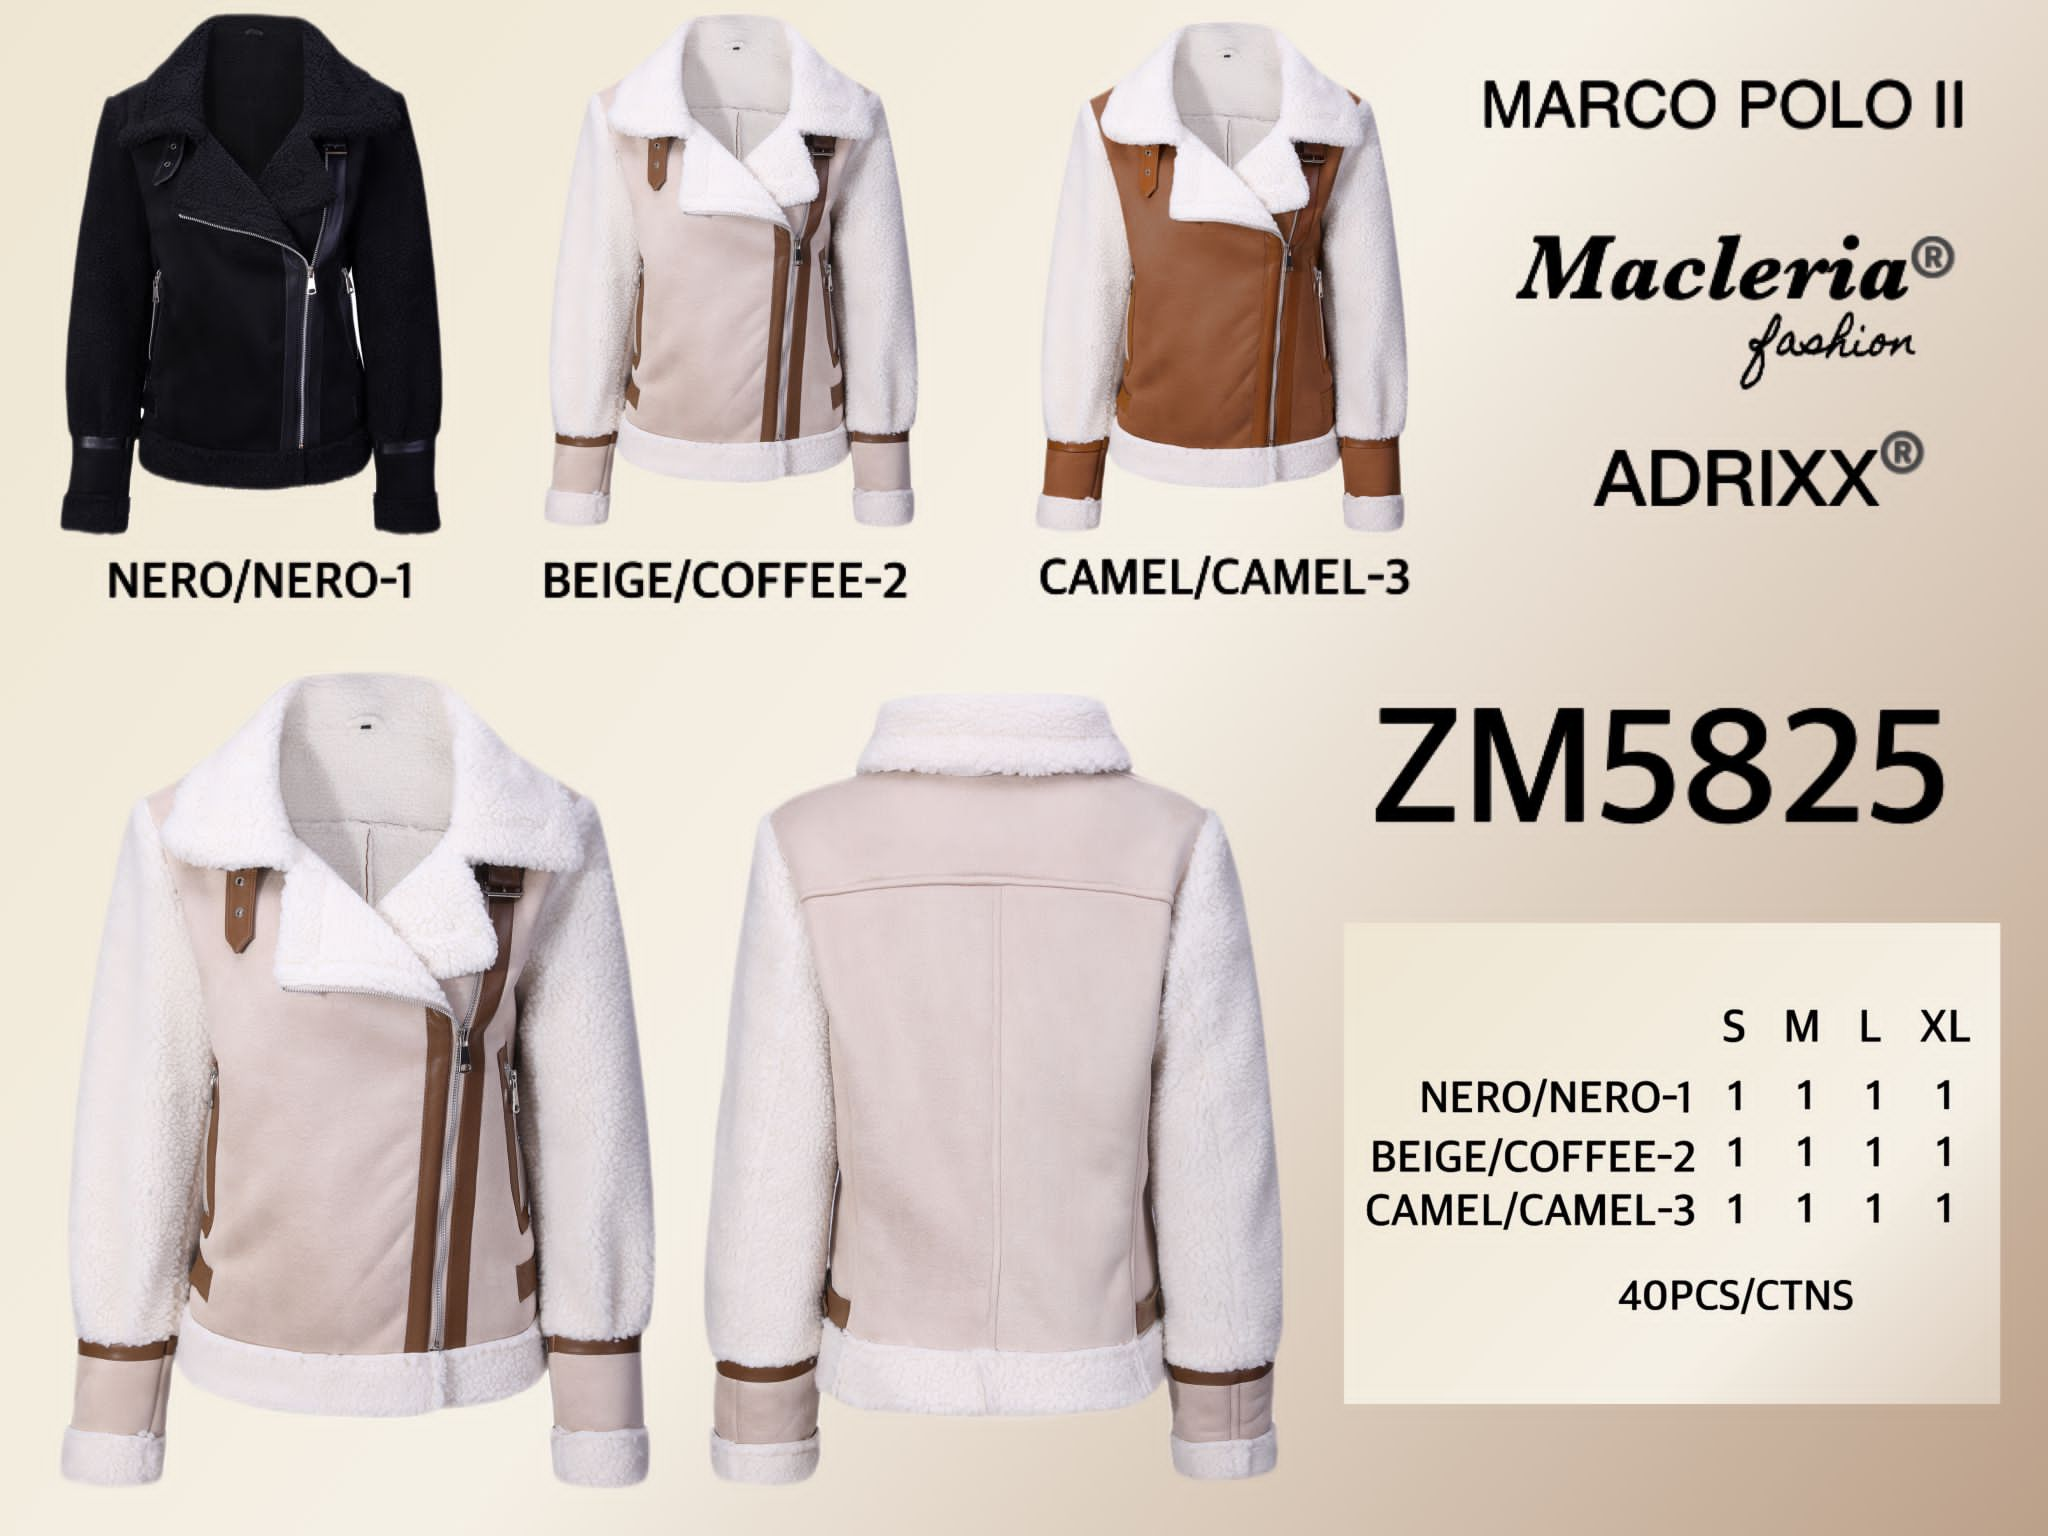 MARCO POLO II
Macleria®
fashion
ADRIXX®
NERO/NERO-1
BEIGE/COFFEE-2
CAMEL/CAMEL-3
ZM5825
S M L XL
NERO/NERO-1 1 1 1 1
BEIGE/COFFEE-2 1 1 1 1
CAMEL/CAMEL-3 1 1 1 1
40PCS/CTNS